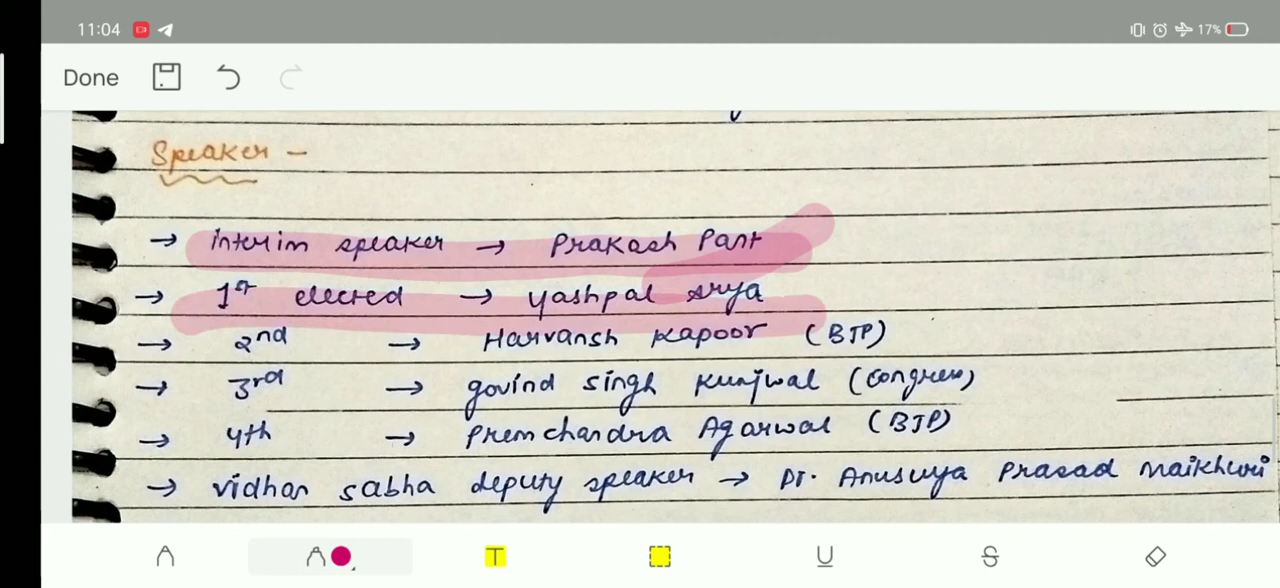 11:04 17%
Done
Speaker -
→ interim speaker → Prakash Pant
→ 1st elected → yashpal arya
→ 2nd → Harvansh Kapoor (BJP)
→ 3rd → govind singh Kunjwal (Congress)
→ 4th → Premchandra Agarwal (BJP)
→ vidhan sabha deputy speaker → Dr. Anusuya Prasad Maikhuri
T U S